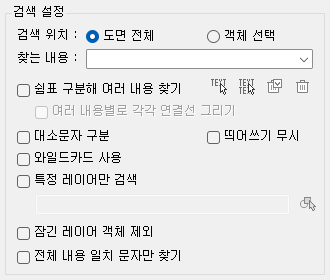 검색 설정
검색 위치 : 도면 전체 객체 선택
찾는 내용 :
쉼표 구분해 여러 내용 찾기 TEXT TEXT TEXT
여러 내용별로 각각 연결선 그리기
대소문자 구분 띄어쓰기 무시
와일드카드 사용
특정 레이어만 검색
잠긴 레이어 객체 제외
전체 내용 일치 문자만 찾기